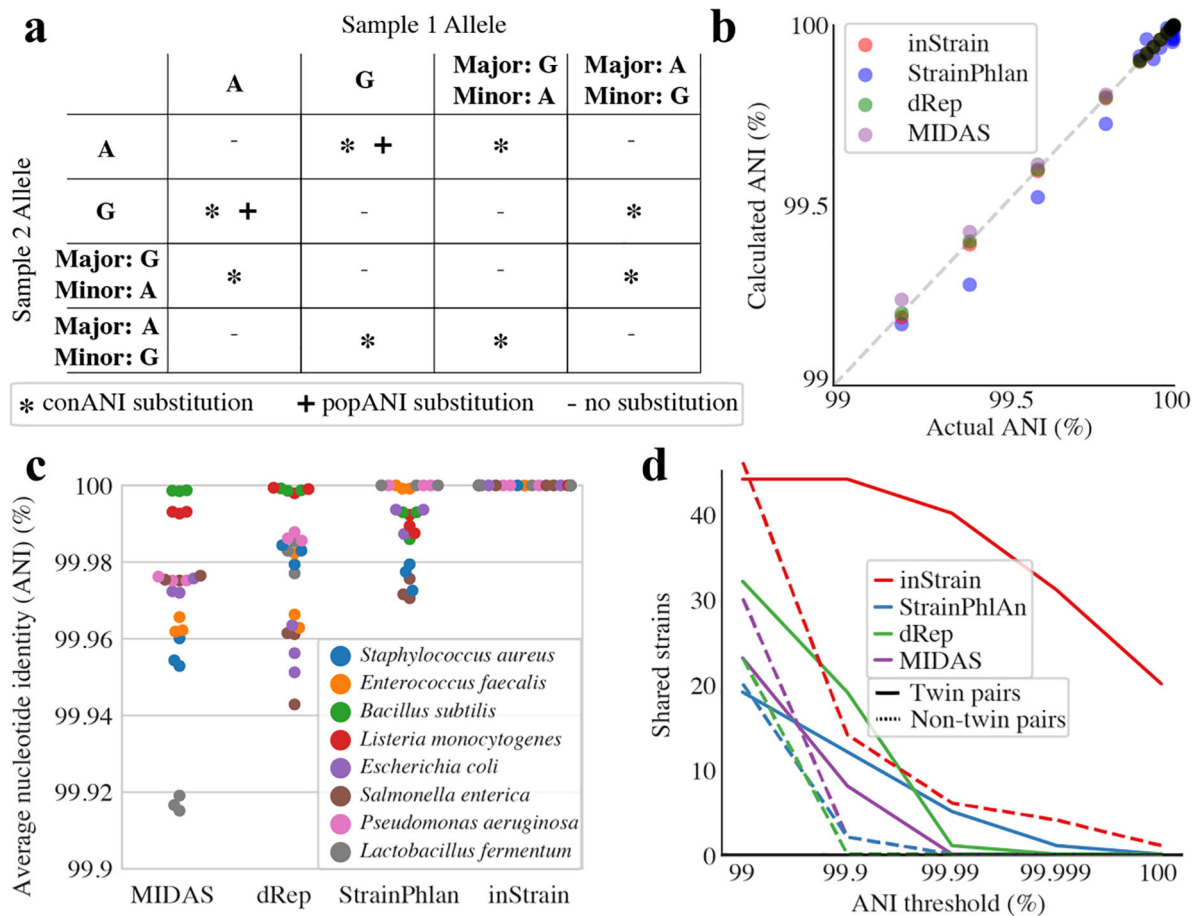 a
Sample 1 Allele
A
G
Major: G
Minor: A
Major: A
Minor: G
Sample 2 Allele
A
-
* +
*
-
G
* +
-
-
*
Major: G
Minor: A
*
-
-
*
Major: A
Minor: G
-
*
*
-
* conANI substitution + popANI substitution - no substitution
b
Calculated ANI (%)
100
99.5
99
inStrain
StrainPhlan
dRep
MIDAS
99 99.5 100
Actual ANI (%)
c
Average nucleotide identity (ANI) (%)
100
99.98
99.96
99.94
99.92
99.9
Staphylococcus aureus
Enterococcus faecalis
Bacillus subtilis
Listeria monocytogenes
Escherichia coli
Salmonella enterica
Pseudomonas aeruginosa
Lactobacillus fermentum
MIDAS dRep StrainPhlan inStrain
d
Shared strains
40
30
20
10
0
inStrain
StrainPhlAn
dRep
MIDAS
Twin pairs
Non-twin pairs
99 99.9 99.99 99.999 100
ANI threshold (%)